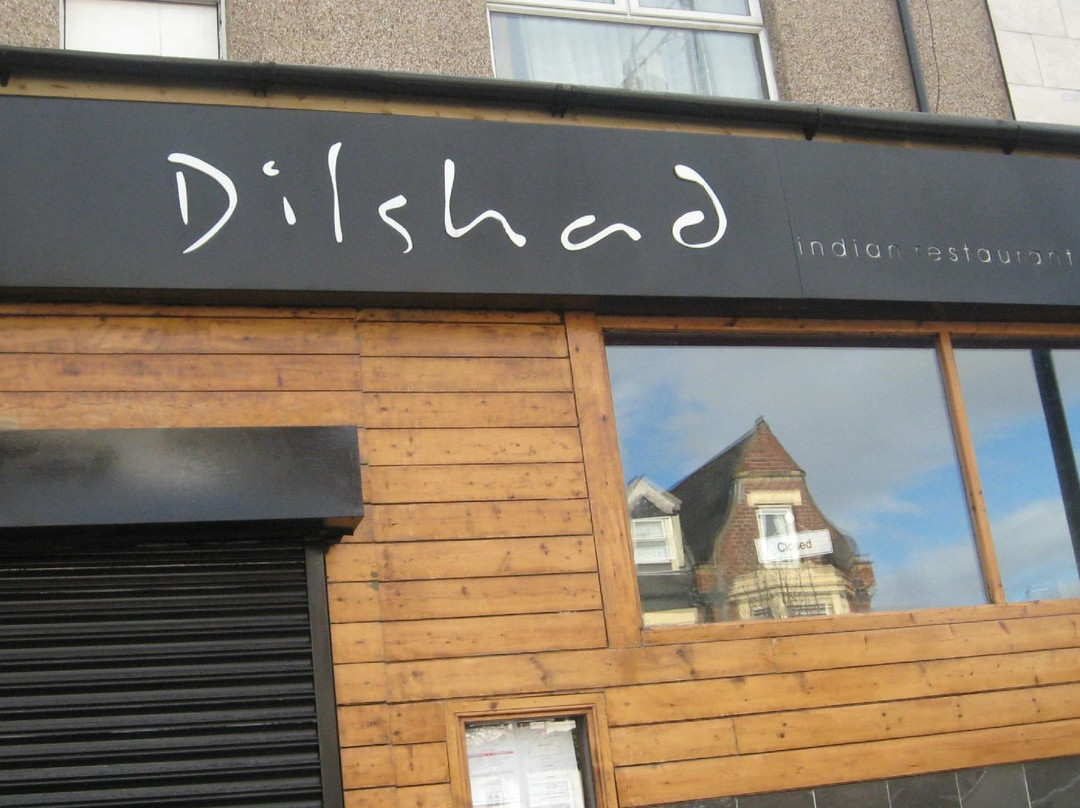 Dilshad
indian restaurant
Closed